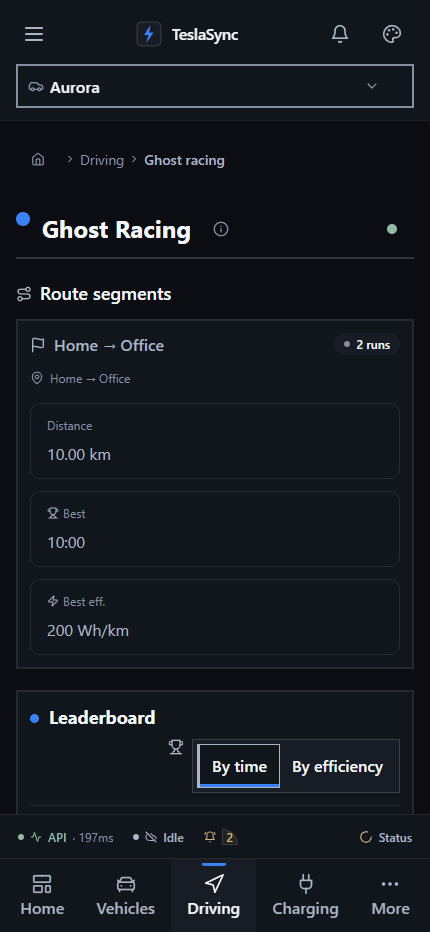 TeslaSync
Aurora
Driving
Ghost racing
Ghost Racing
Route segments
Home → Office
2 runs
Home → Office
Distance
10.00 km
Best
10:00
Best eff.
200 Wh/km
Leaderboard
By time
By efficiency
API · 197ms
Idle
2
Status
Home
Vehicles
Driving
Charging
More